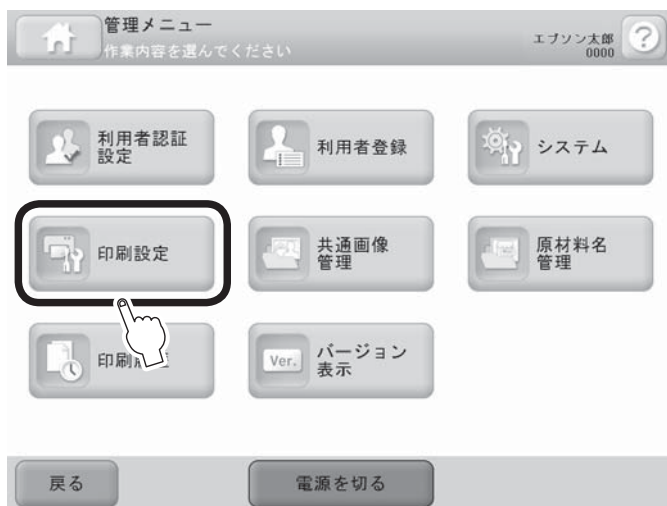 管理メニュー
作業内容を選んでください
エプソン太郎
0000
?
利用者認証
設定
利用者登録
システム
印刷設定
共通画像
管理
原材料名
管理
印刷
Ver.
バージョン
表示
戻る
電源を切る